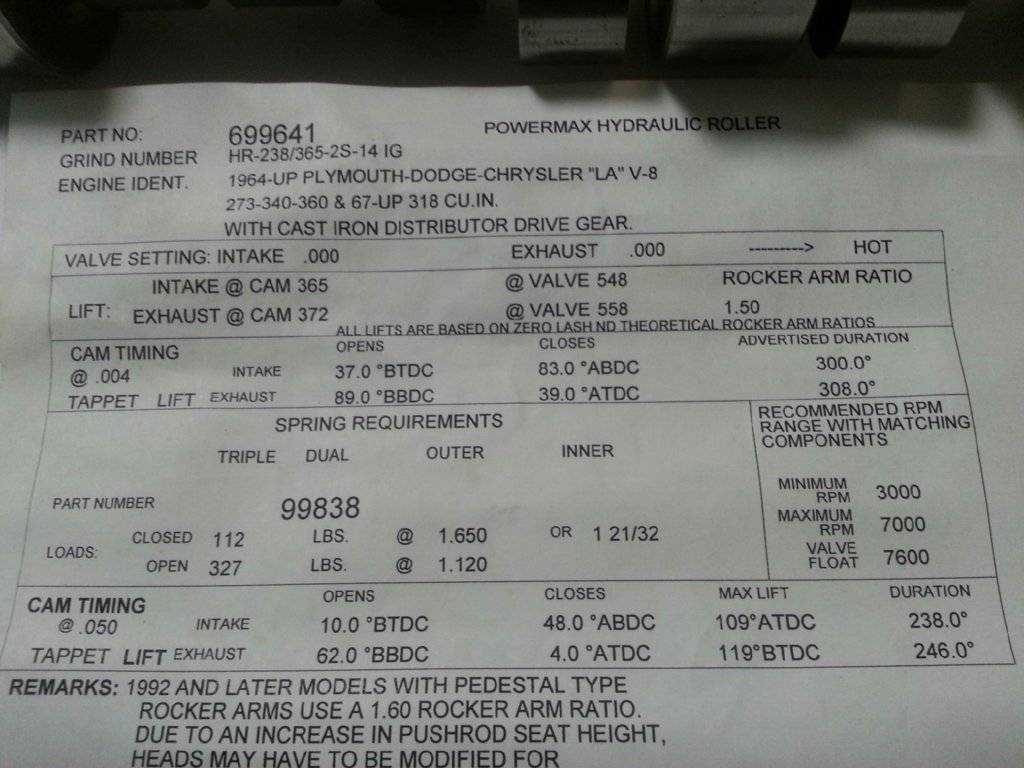 POWERMAX HYDRAULIC ROLLER
PART NO: 699641
GRIND NUMBER HR-238/365-2S-14 IG
ENGINE IDENT. 1964-UP PLYMOUTH-DODGE-CHRYSLER "LA" V-8
273-340-360 & 67-UP 318 CU.IN.
WITH CAST IRON DISTRIBUTOR DRIVE GEAR.
VALVE SETTING: INTAKE .000 EXHAUST .000 ---------> HOT
INTAKE @ CAM 365 @ VALVE 548 ROCKER ARM RATIO
LIFT: EXHAUST @ CAM 372 @ VALVE 558 1.50
ALL LIFTS ARE BASED ON ZERO LASH ND THEORETICAL ROCKER ARM RATIOS
CAM TIMING OPENS CLOSES ADVERTISED DURATION
@ .004 INTAKE 37.0 °BTDC 83.0 °ABDC 300.0°
TAPPET LIFT EXHAUST 89.0 °BBDC 39.0 °ATDC 308.0°
SPRING REQUIREMENTS
TRIPLE DUAL OUTER INNER
PART NUMBER 99838
LOADS: CLOSED 112 LBS. @ 1.650 OR 1 21/32
OPEN 327 LBS. @ 1.120
RECOMMENDED RPM
RANGE WITH MATCHING
COMPONENTS
MINIMUM
RPM 3000
MAXIMUM
RPM 7000
VALVE
FLOAT 7600
CAM TIMING OPENS CLOSES MAX LIFT DURATION
@ .050 INTAKE 10.0 °BTDC 48.0 °ABDC 109°ATDC 238.0°
TAPPET LIFT EXHAUST 62.0 °BBDC 4.0 °ATDC 119°BTDC 246.0°
REMARKS: 1992 AND LATER MODELS WITH PEDESTAL TYPE
ROCKER ARMS USE A 1.60 ROCKER ARM RATIO.
DUE TO AN INCREASE IN PUSHROD SEAT HEIGHT,
HEADS MAY HAVE TO BE MODIFIED FOR